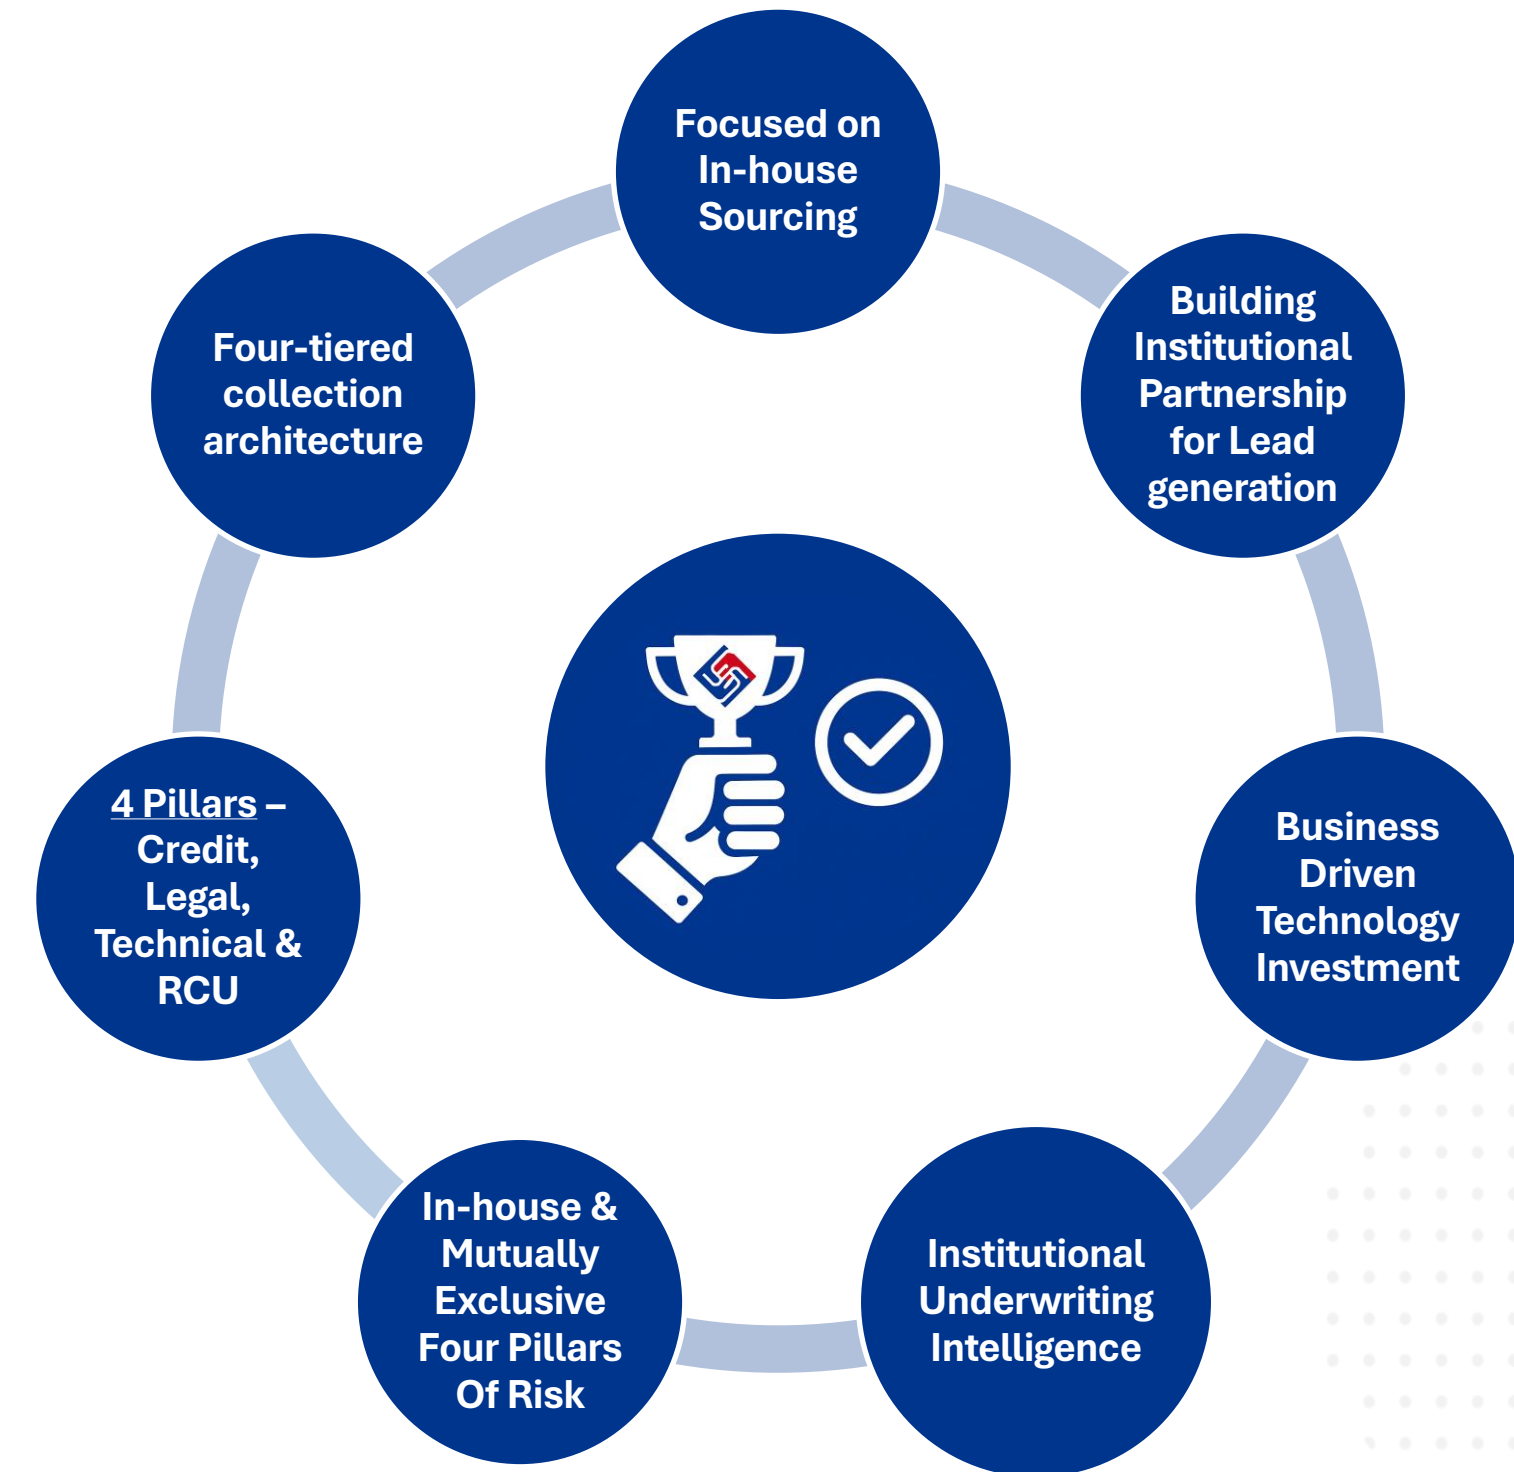 Focused on
In-house
Sourcing
Building
Institutional
Partnership
for Lead
generation
Business
Driven
Technology
Investment
Institutional
Underwriting
Intelligence
In-house &
Mutually
Exclusive
Four Pillars
Of Risk
4 Pillars –
Credit,
Legal,
Technical &
RCU
Four-tiered
collection
architecture